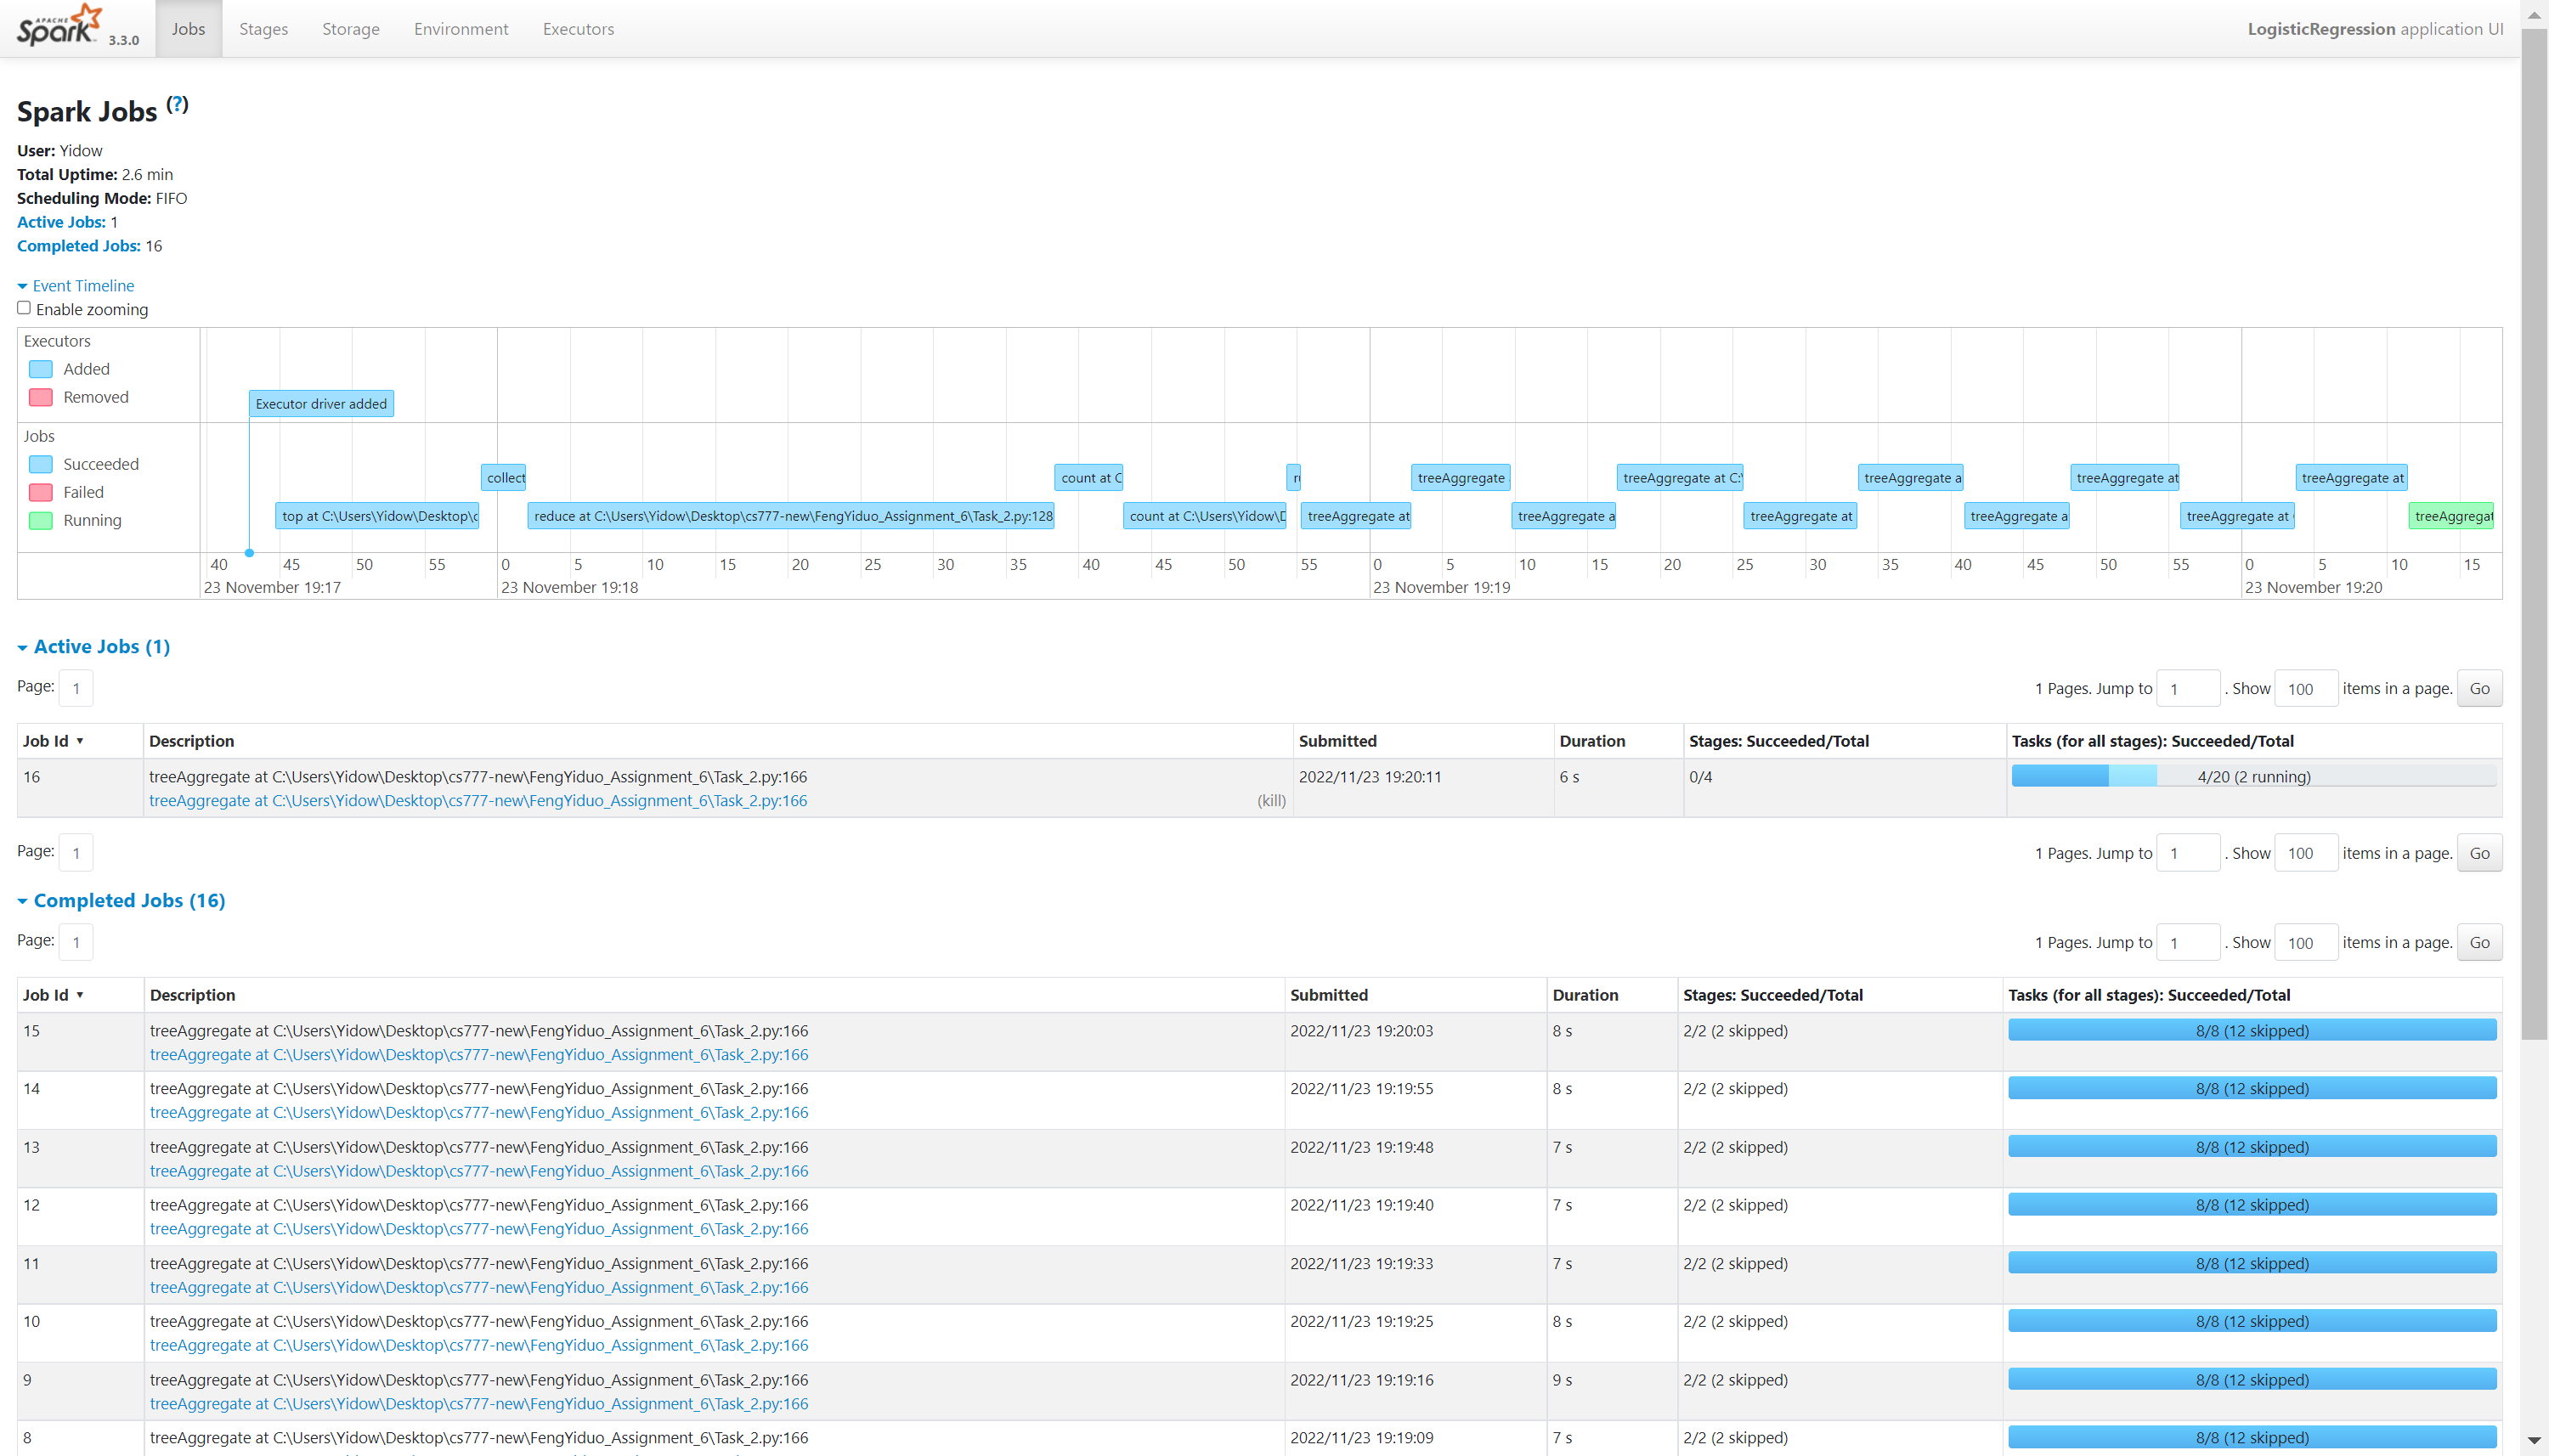 APACHE Spark 3.3.0 Jobs Stages Storage Environment Executors LogisticRegression application UI
Spark Jobs (?)
User: Yidow
Total Uptime: 2.6 min
Scheduling Mode: FIFO
Active Jobs: 1
Completed Jobs: 16
Event Timeline
Enable zooming
Executors
Added
Removed
Executor driver added
Jobs
Succeeded
Failed
Running
collect count at C ru treeAggregate treeAggregate at C:\ treeAggregate a treeAggregate at treeAggregate at
top at C:\Users\Yidow\Desktop\c reduce at C:\Users\Yidow\Desktop\cs777-new\FengYiduo_Assignment_6\Task_2.py:128 count at C:\Users\Yidow\D treeAggregate at treeAggregate a treeAggregate at treeAggregate a treeAggregate at treeAggregat
40 45 50 55 0 5 10 15 20 25 30 35 40 45 50 55 0 5 10 15 20 25 30 35 40 45 50 55 0 5 10 15
23 November 19:17 23 November 19:18 23 November 19:19 23 November 19:20
Active Jobs (1)
Page: 1 1 Pages. Jump to 1 . Show 100 items in a page. Go
Job Id ▾ Description Submitted Duration Stages: Succeeded/Total Tasks (for all stages): Succeeded/Total
16 treeAggregate at C:\Users\Yidow\Desktop\cs777-new\FengYiduo_Assignment_6\Task_2.py:166 2022/11/23 19:20:11 6 s 0/4 4/20 (2 running)
treeAggregate at C:\Users\Yidow\Desktop\cs777-new\FengYiduo_Assignment_6\Task_2.py:166 (kill)
Page: 1 1 Pages. Jump to 1 . Show 100 items in a page. Go
Completed Jobs (16)
Page: 1 1 Pages. Jump to 1 . Show 100 items in a page. Go
Job Id ▾ Description Submitted Duration Stages: Succeeded/Total Tasks (for all stages): Succeeded/Total
15 treeAggregate at C:\Users\Yidow\Desktop\cs777-new\FengYiduo_Assignment_6\Task_2.py:166 2022/11/23 19:20:03 8 s 2/2 (2 skipped) 8/8 (12 skipped)
treeAggregate at C:\Users\Yidow\Desktop\cs777-new\FengYiduo_Assignment_6\Task_2.py:166
14 treeAggregate at C:\Users\Yidow\Desktop\cs777-new\FengYiduo_Assignment_6\Task_2.py:166 2022/11/23 19:19:55 8 s 2/2 (2 skipped) 8/8 (12 skipped)
treeAggregate at C:\Users\Yidow\Desktop\cs777-new\FengYiduo_Assignment_6\Task_2.py:166
13 treeAggregate at C:\Users\Yidow\Desktop\cs777-new\FengYiduo_Assignment_6\Task_2.py:166 2022/11/23 19:19:48 7 s 2/2 (2 skipped) 8/8 (12 skipped)
treeAggregate at C:\Users\Yidow\Desktop\cs777-new\FengYiduo_Assignment_6\Task_2.py:166
12 treeAggregate at C:\Users\Yidow\Desktop\cs777-new\FengYiduo_Assignment_6\Task_2.py:166 2022/11/23 19:19:40 7 s 2/2 (2 skipped) 8/8 (12 skipped)
treeAggregate at C:\Users\Yidow\Desktop\cs777-new\FengYiduo_Assignment_6\Task_2.py:166
11 treeAggregate at C:\Users\Yidow\Desktop\cs777-new\FengYiduo_Assignment_6\Task_2.py:166 2022/11/23 19:19:33 7 s 2/2 (2 skipped) 8/8 (12 skipped)
treeAggregate at C:\Users\Yidow\Desktop\cs777-new\FengYiduo_Assignment_6\Task_2.py:166
10 treeAggregate at C:\Users\Yidow\Desktop\cs777-new\FengYiduo_Assignment_6\Task_2.py:166 2022/11/23 19:19:25 8 s 2/2 (2 skipped) 8/8 (12 skipped)
treeAggregate at C:\Users\Yidow\Desktop\cs777-new\FengYiduo_Assignment_6\Task_2.py:166
9 treeAggregate at C:\Users\Yidow\Desktop\cs777-new\FengYiduo_Assignment_6\Task_2.py:166 2022/11/23 19:19:16 9 s 2/2 (2 skipped) 8/8 (12 skipped)
treeAggregate at C:\Users\Yidow\Desktop\cs777-new\FengYiduo_Assignment_6\Task_2.py:166
8 treeAggregate at C:\Users\Yidow\Desktop\cs777-new\FengYiduo_Assignment_6\Task_2.py:166 2022/11/23 19:19:09 7 s 2/2 (2 skipped) 8/8 (12 skipped)